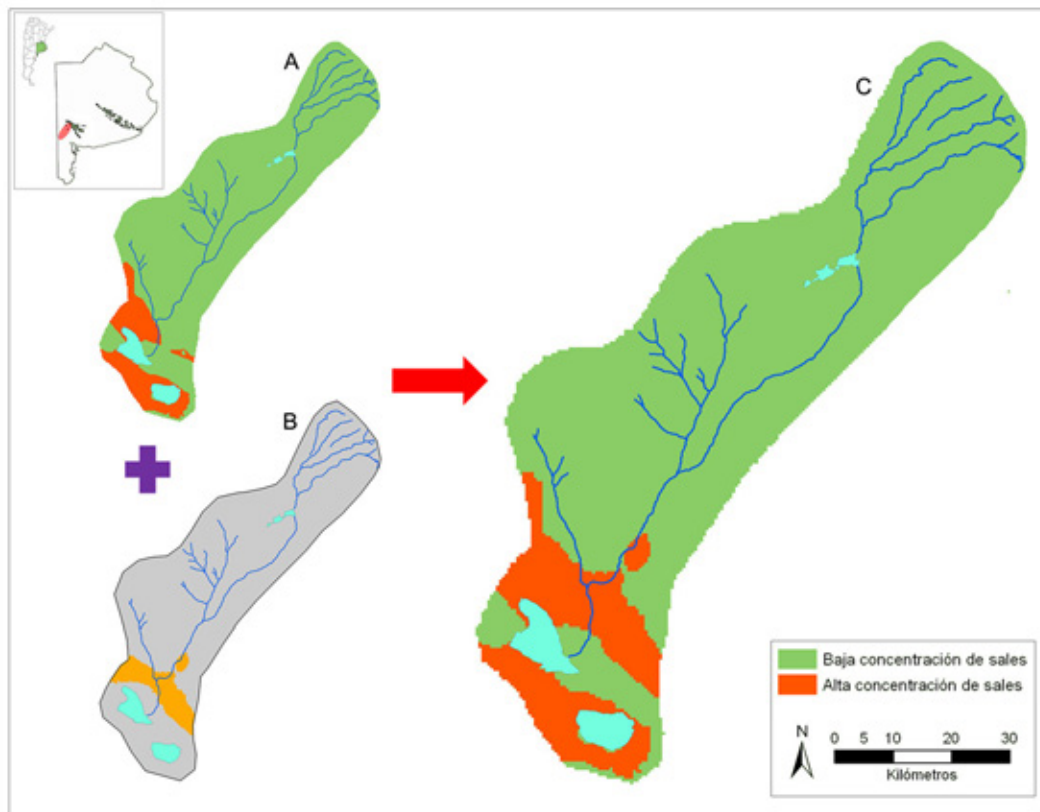 A
B
C
Baja concentración de sales
Alta concentración de sales
N
0 5 10 20 30
Kilómetros